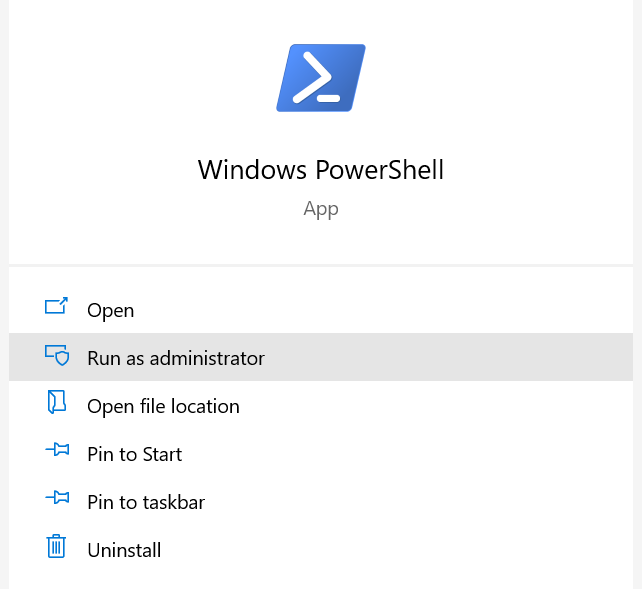 Windows PowerShell
App
Open
Run as administrator
Open file location
Pin to Start
Pin to taskbar
Uninstall